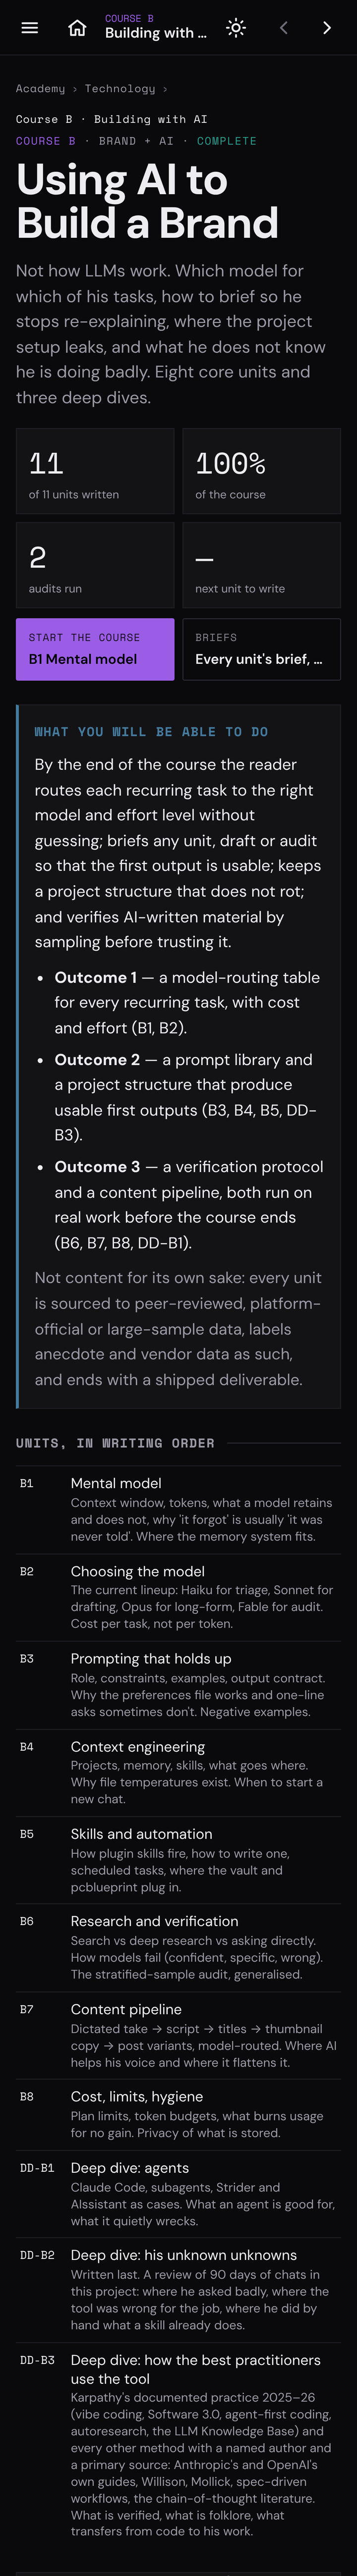 COURSE B
Building with …
Academy › Technology ›
Course B · Building with AI
COURSE B · BRAND + AI · COMPLETE
Using AI to
Build a Brand
Not how LLMs work. Which model for
which of his tasks, how to brief so he
stops re-explaining, where the project
setup leaks, and what he does not know
he is doing badly. Eight core units and
three deep dives.
11
of 11 units written
100%
of the course
2
audits run
—
next unit to write
START THE COURSE
B1 Mental model
BRIEFS
Every unit's brief, …
WHAT YOU WILL BE ABLE TO DO
By the end of the course the reader
routes each recurring task to the right
model and effort level without
guessing; briefs any unit, draft or audit
so that the first output is usable; keeps
a project structure that does not rot;
and verifies AI-written material by
sampling before trusting it.
• Outcome 1 — a model-routing table
for every recurring task, with cost
and effort (B1, B2).
• Outcome 2 — a prompt library and
a project structure that produce
usable first outputs (B3, B4, B5, DD-
B3).
• Outcome 3 — a verification protocol
and a content pipeline, both run on
real work before the course ends
(B6, B7, B8, DD-B1).
Not content for its own sake: every unit
is sourced to peer-reviewed, platform-
official or large-sample data, labels
anecdote and vendor data as such,
and ends with a shipped deliverable.
UNITS, IN WRITING ORDER
B1 Mental model
Context window, tokens, what a model retains
and does not, why 'it forgot' is usually 'it was
never told'. Where the memory system fits.
B2 Choosing the model
The current lineup: Haiku for triage, Sonnet for
drafting, Opus for long-form, Fable for audit.
Cost per task, not per token.
B3 Prompting that holds up
Role, constraints, examples, output contract.
Why the preferences file works and one-line
asks sometimes don't. Negative examples.
B4 Context engineering
Projects, memory, skills, what goes where.
Why file temperatures exist. When to start a
new chat.
B5 Skills and automation
How plugin skills fire, how to write one,
scheduled tasks, where the vault and
pcblueprint plug in.
B6 Research and verification
Search vs deep research vs asking directly.
How models fail (confident, specific, wrong).
The stratified-sample audit, generalised.
B7 Content pipeline
Dictated take → script → titles → thumbnail
copy → post variants, model-routed. Where AI
helps his voice and where it flattens it.
B8 Cost, limits, hygiene
Plan limits, token budgets, what burns usage
for no gain. Privacy of what is stored.
DD-B1 Deep dive: agents
Claude Code, subagents, Strider and
AIssistant as cases. What an agent is good for,
what it quietly wrecks.
DD-B2 Deep dive: his unknown unknowns
Written last. A review of 90 days of chats in
this project: where he asked badly, where the
tool was wrong for the job, where he did by
hand what a skill already does.
DD-B3 Deep dive: how the best practitioners
use the tool
Karpathy's documented practice 2025–26
(vibe coding, Software 3.0, agent-first coding,
autoresearch, the LLM Knowledge Base) and
every other method with a named author and
a primary source: Anthropic's and OpenAI's
own guides, Willison, Mollick, spec-driven
workflows, the chain-of-thought literature.
What is verified, what is folklore, what
transfers from code to his work.